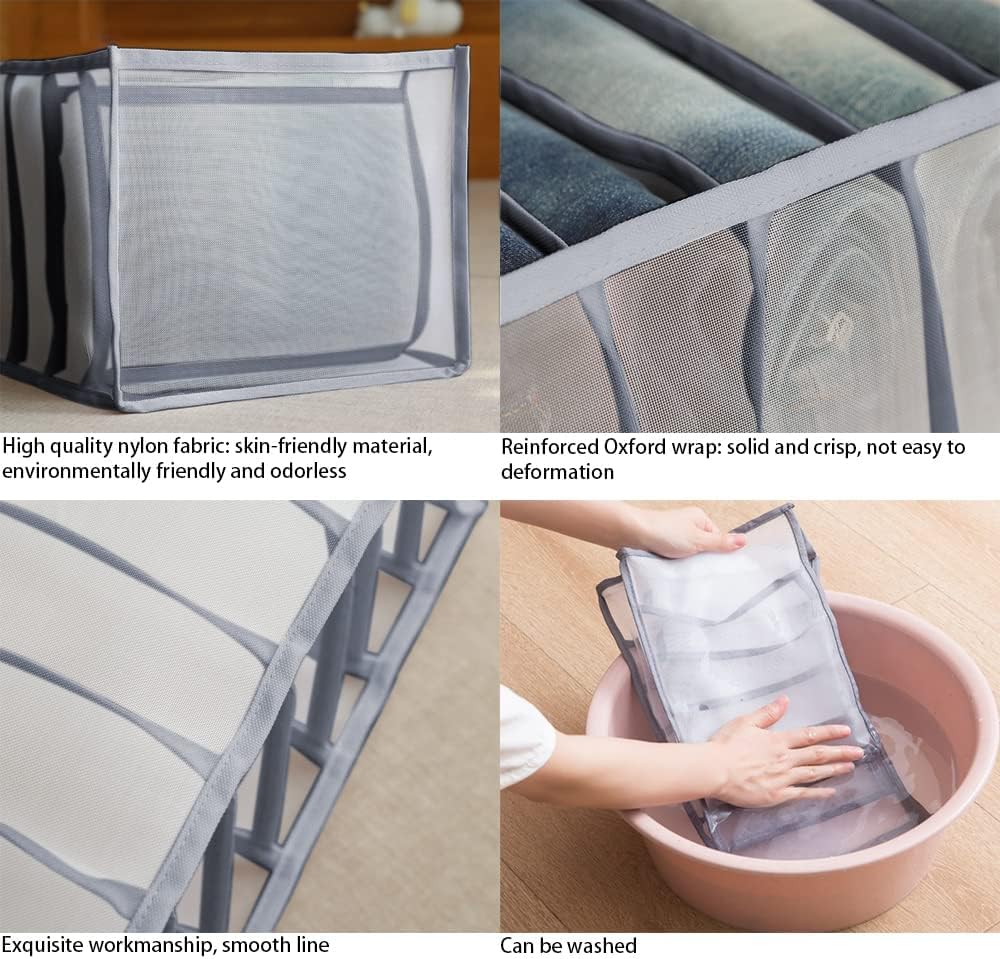 High quality nylon fabric: skin-friendly material,
environmentally friendly and odorless
Reinforced Oxford wrap: solid and crisp, not easy to
deformation
Exquisite workmanship, smooth line
Can be washed